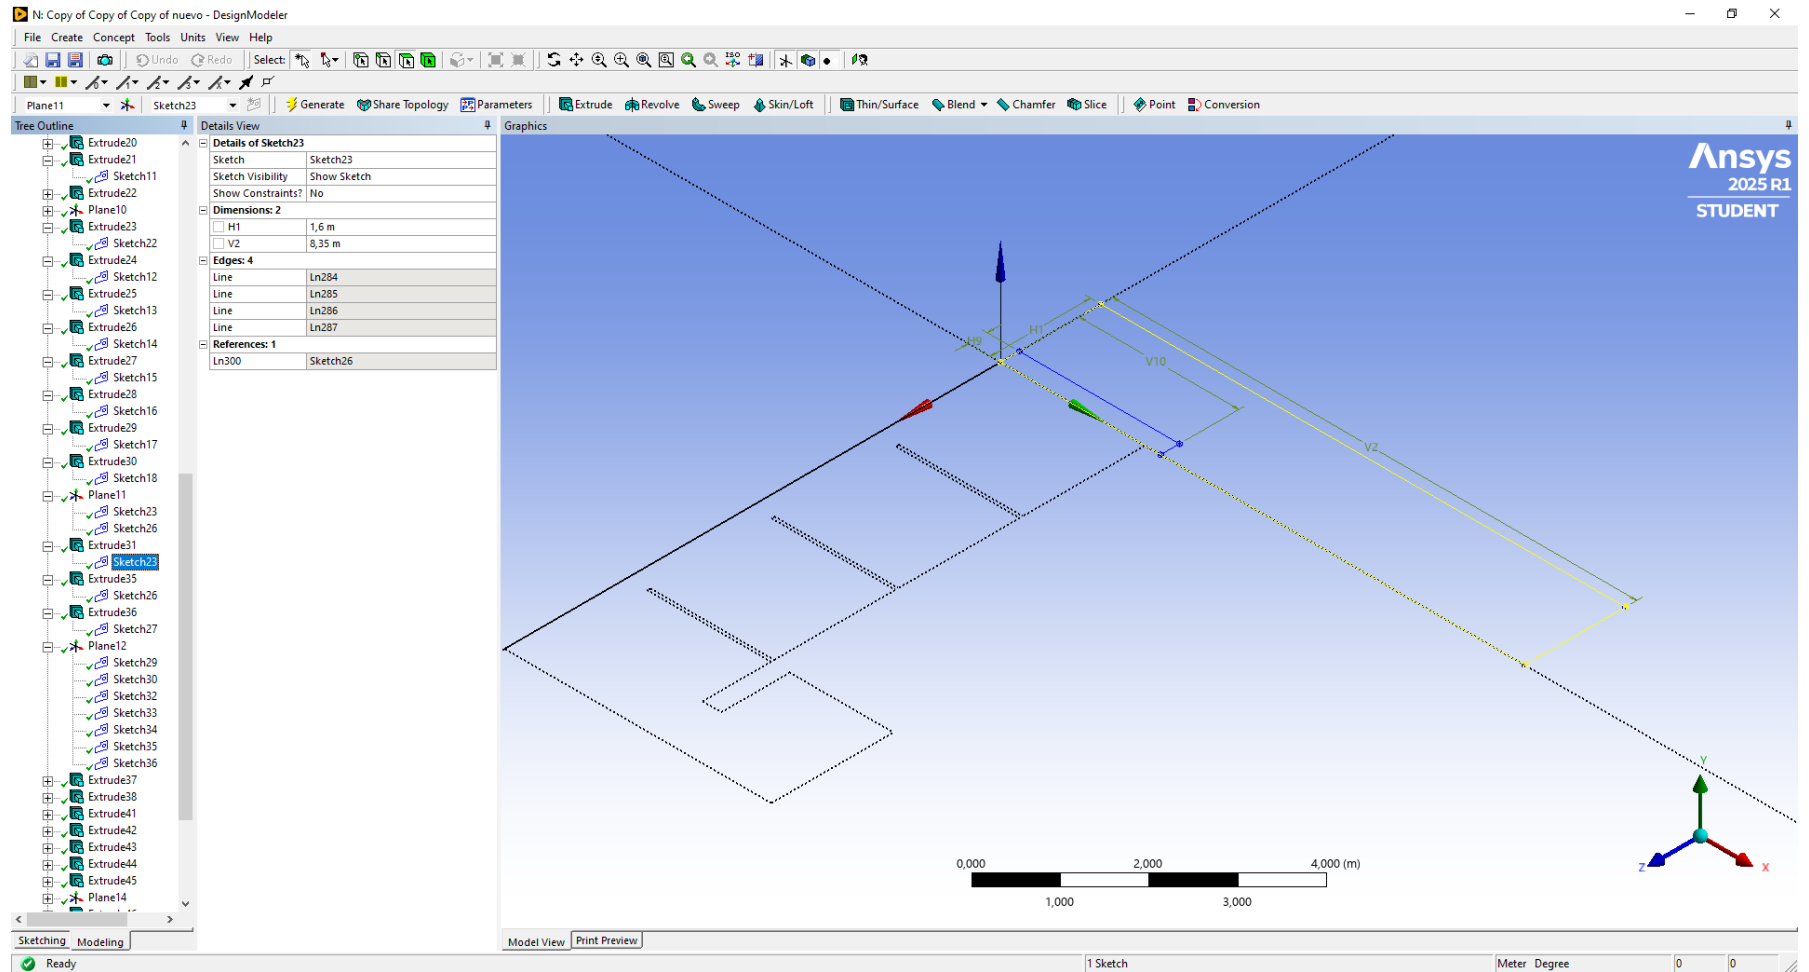 N: Copy of Copy of Copy of nuevo - DesignModeler
File Create Concept Tools Units View Help
Undo Redo Select: ISO
Plane11 Sketch23 Generate Share Topology Parameters Extrude Revolve Sweep Skin/Loft Thin/Surface Blend Chamfer Slice Point Conversion
Tree Outline
Extrude20
Extrude21
Sketch11
Extrude22
Plane10
Extrude23
Sketch22
Extrude24
Sketch12
Extrude25
Sketch13
Extrude26
Sketch14
Extrude27
Sketch15
Extrude28
Sketch16
Extrude29
Sketch17
Extrude30
Sketch18
Plane11
Sketch23
Sketch26
Extrude31
Sketch23
Extrude35
Sketch26
Extrude36
Sketch27
Plane12
Sketch29
Sketch30
Sketch32
Sketch33
Sketch34
Sketch35
Sketch36
Extrude37
Extrude38
Extrude41
Extrude42
Extrude43
Extrude44
Extrude45
Plane14
Sketching Modeling
Details View
Details of Sketch23
Sketch Sketch23
Sketch Visibility Show Sketch
Show Constraints? No
Dimensions: 2
H1 1,6 m
V2 8,35 m
Edges: 4
Line Ln284
Line Ln285
Line Ln286
Line Ln287
References: 1
Ln300 Sketch26
Graphics
Ansys
2025 R1
STUDENT
H1
H9
V10
V2
Y
Z X
0,000 2,000 4,000 (m)
1,000 3,000
Model View Print Preview
Ready 1 Sketch Meter Degree 0 0